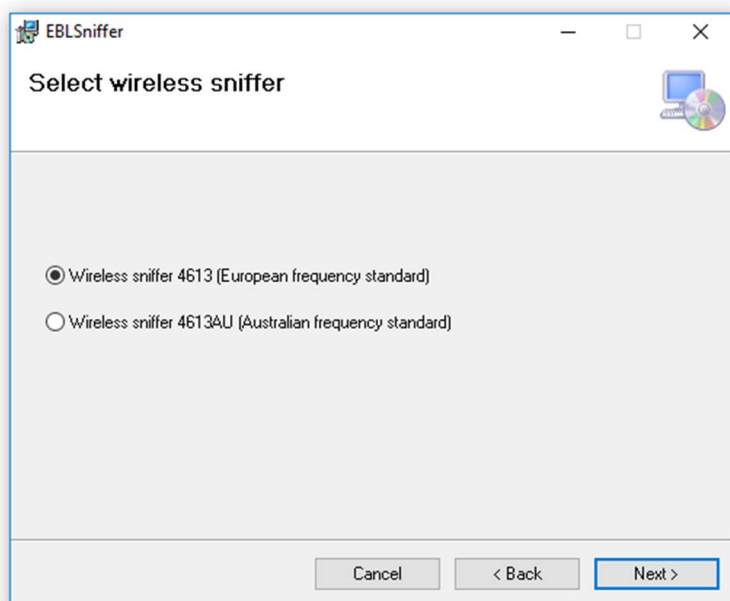 EBLSniffer
Select wireless sniffer
Wireless sniffer 4613 (European frequency standard)
Wireless sniffer 4613AU (Australian frequency standard)
Cancel
< Back
Next >